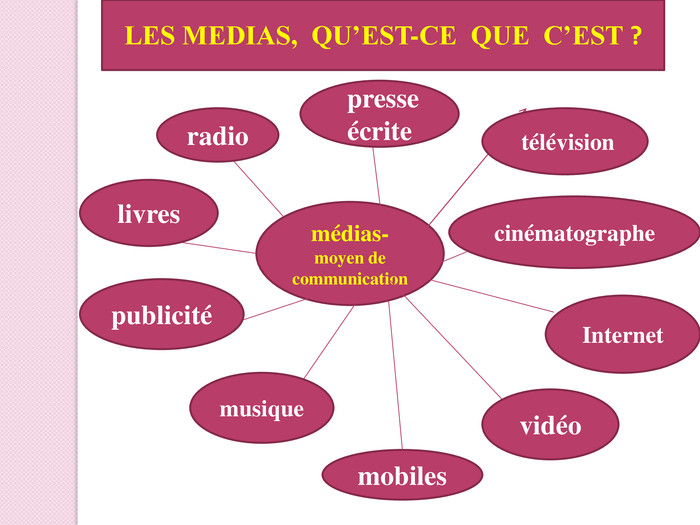 LES MEDIAS, QU’EST-CE QUE C’EST ?
presse
écrite
radio
télévision
livres
cinématographe
médias-
moyen de
communication
publicité
Internet
musique
vidéo
mobiles